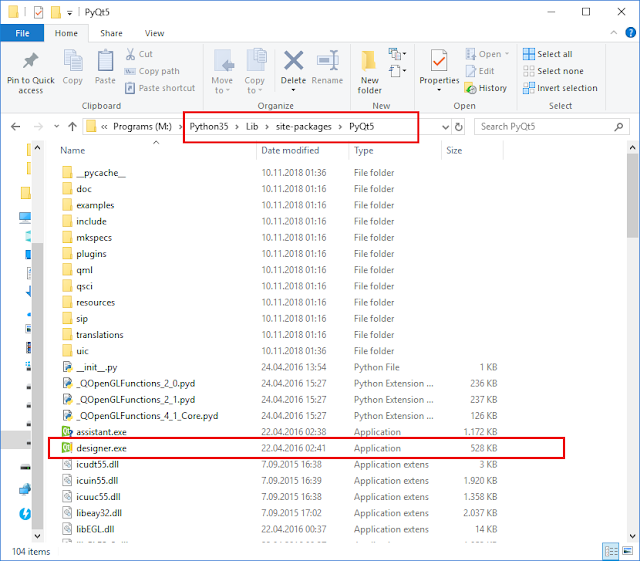 PyQt5
File Home Share View
Pin to Quick access
Copy
Paste
Cut
Copy path
Paste shortcut
Clipboard
Move to
Copy to
Delete
Rename
Organize
New folder
New
Properties
Open
Edit
History
Open
Select all
Select none
Invert selection
Select
« Programs (M:) > Python35 > Lib > site-packages > PyQt5
Search PyQt5
Name Date modified Type Size
__pycache__ 10.11.2018 01:36 File folder
doc 10.11.2018 01:16 File folder
examples 10.11.2018 01:16 File folder
include 10.11.2018 01:16 File folder
mkspecs 10.11.2018 01:16 File folder
plugins 10.11.2018 01:16 File folder
qml 10.11.2018 01:16 File folder
qsci 10.11.2018 01:16 File folder
resources 10.11.2018 01:16 File folder
sip 10.11.2018 01:16 File folder
translations 10.11.2018 01:16 File folder
uic 10.11.2018 01:36 File folder
__init__.py 24.04.2016 13:54 Python File 1 KB
_QOpenGLFunctions_2_0.pyd 24.04.2016 15:27 Python Extension ... 236 KB
_QOpenGLFunctions_2_1.pyd 24.04.2016 15:27 Python Extension ... 237 KB
_QOpenGLFunctions_4_1_Core.pyd 24.04.2016 15:27 Python Extension ... 126 KB
assistant.exe 22.04.2016 02:38 Application 1.172 KB
designer.exe 22.04.2016 02:41 Application 528 KB
icudt55.dll 7.09.2015 16:38 Application extens 3 KB
icuin55.dll 7.09.2015 16:39 Application extens 1.920 KB
icuuc55.dll 7.09.2015 16:38 Application extens 1.358 KB
libeay32.dll 7.09.2015 17:02 Application extens 2.037 KB
libEGL.dll 22.04.2016 00:37 Application extens 14 KB
104 items